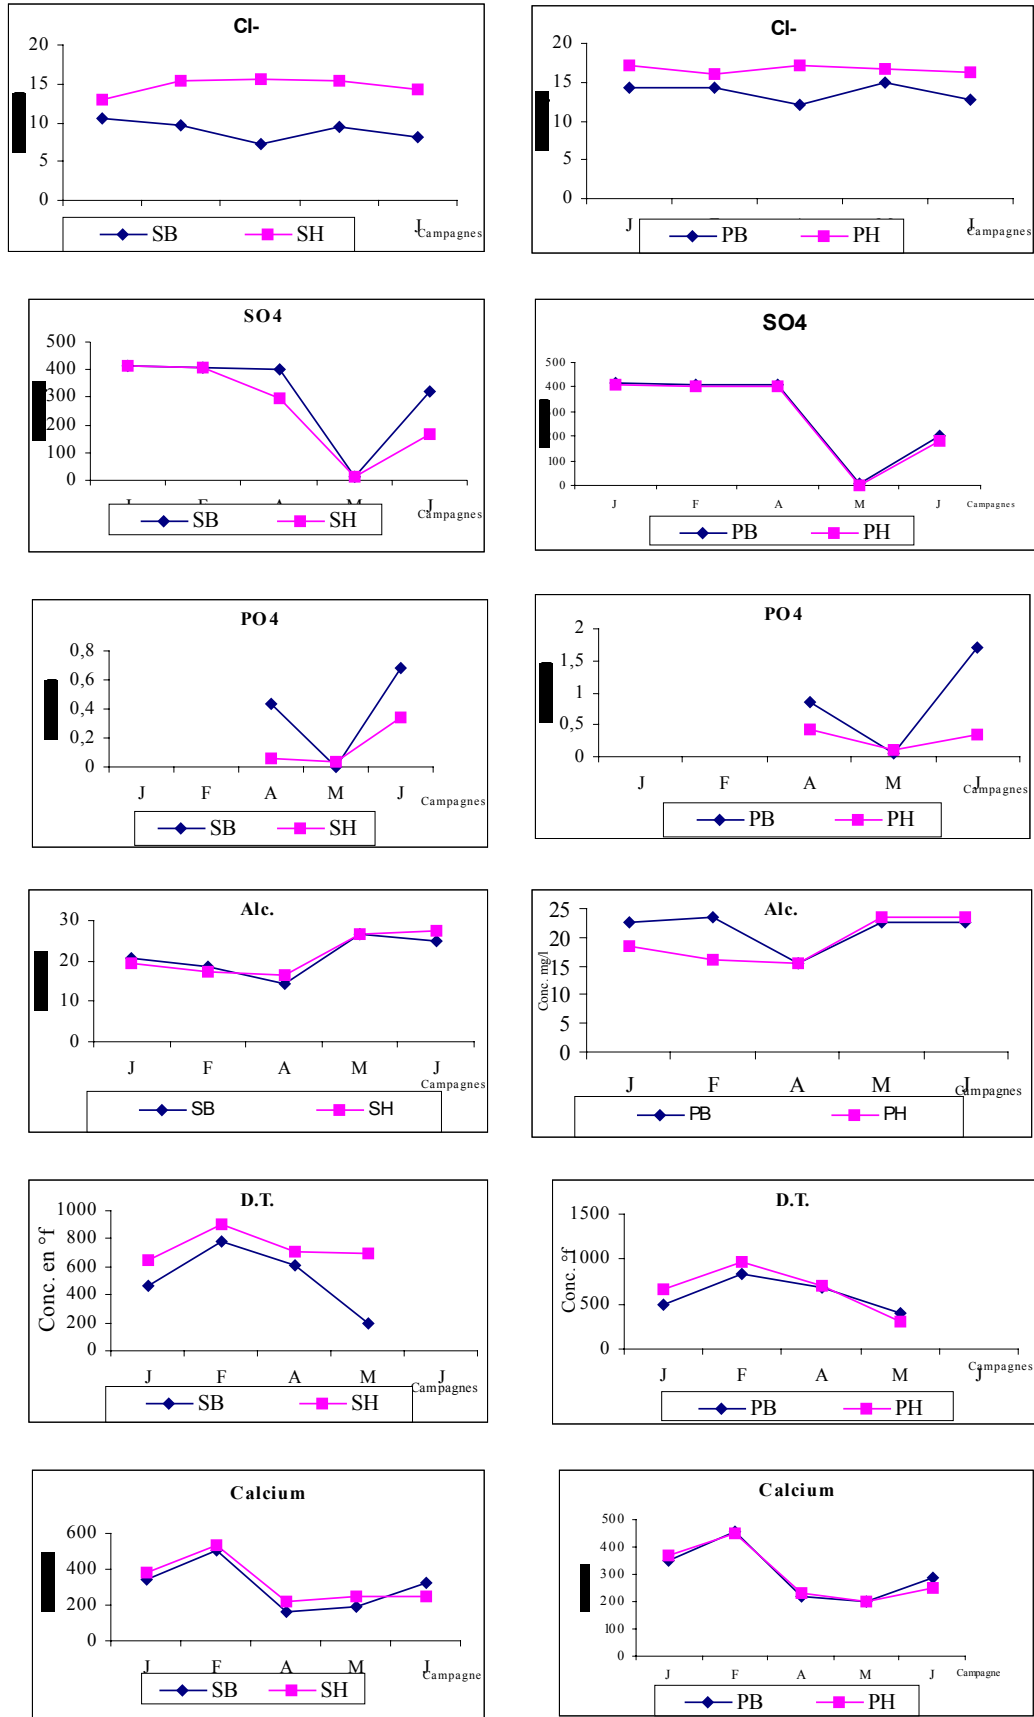 Cl-
20
15
10
5
0
J
Campagnes
SB SH
Cl-
20
15
10
5
0
J J
Campagnes
PB PH
SO4
500
400
300
200
100
0
J
Campagnes
SB SH
SO4
500
400
300
200
100
0
J F A M J
Campagnes
PB PH
PO4
0,8
0,6
0,4
0,2
0
J F A M J
Campagnes
SB SH
PO4
2
1,5
1
0,5
0
J F A M J
Campagnes
PB PH
Alc.
30
20
10
0
J F A M J
Campagnes
SB SH
Alc.
Conc. mg/l
25
20
15
10
5
0
J F A M J
Campagnes
PB PH
D.T.
Conc. en °f
1000
800
600
400
200
0
J F A M J
Campagnes
SB SH
D.T.
Conc. °f
1500
1000
500
0
J F A M J
Campagnes
PB PH
Calcium
600
400
200
0
J F A M J
Campagne
SB SH
Calcium
500
400
300
200
100
0
J F A M J
Campagne
PB PH